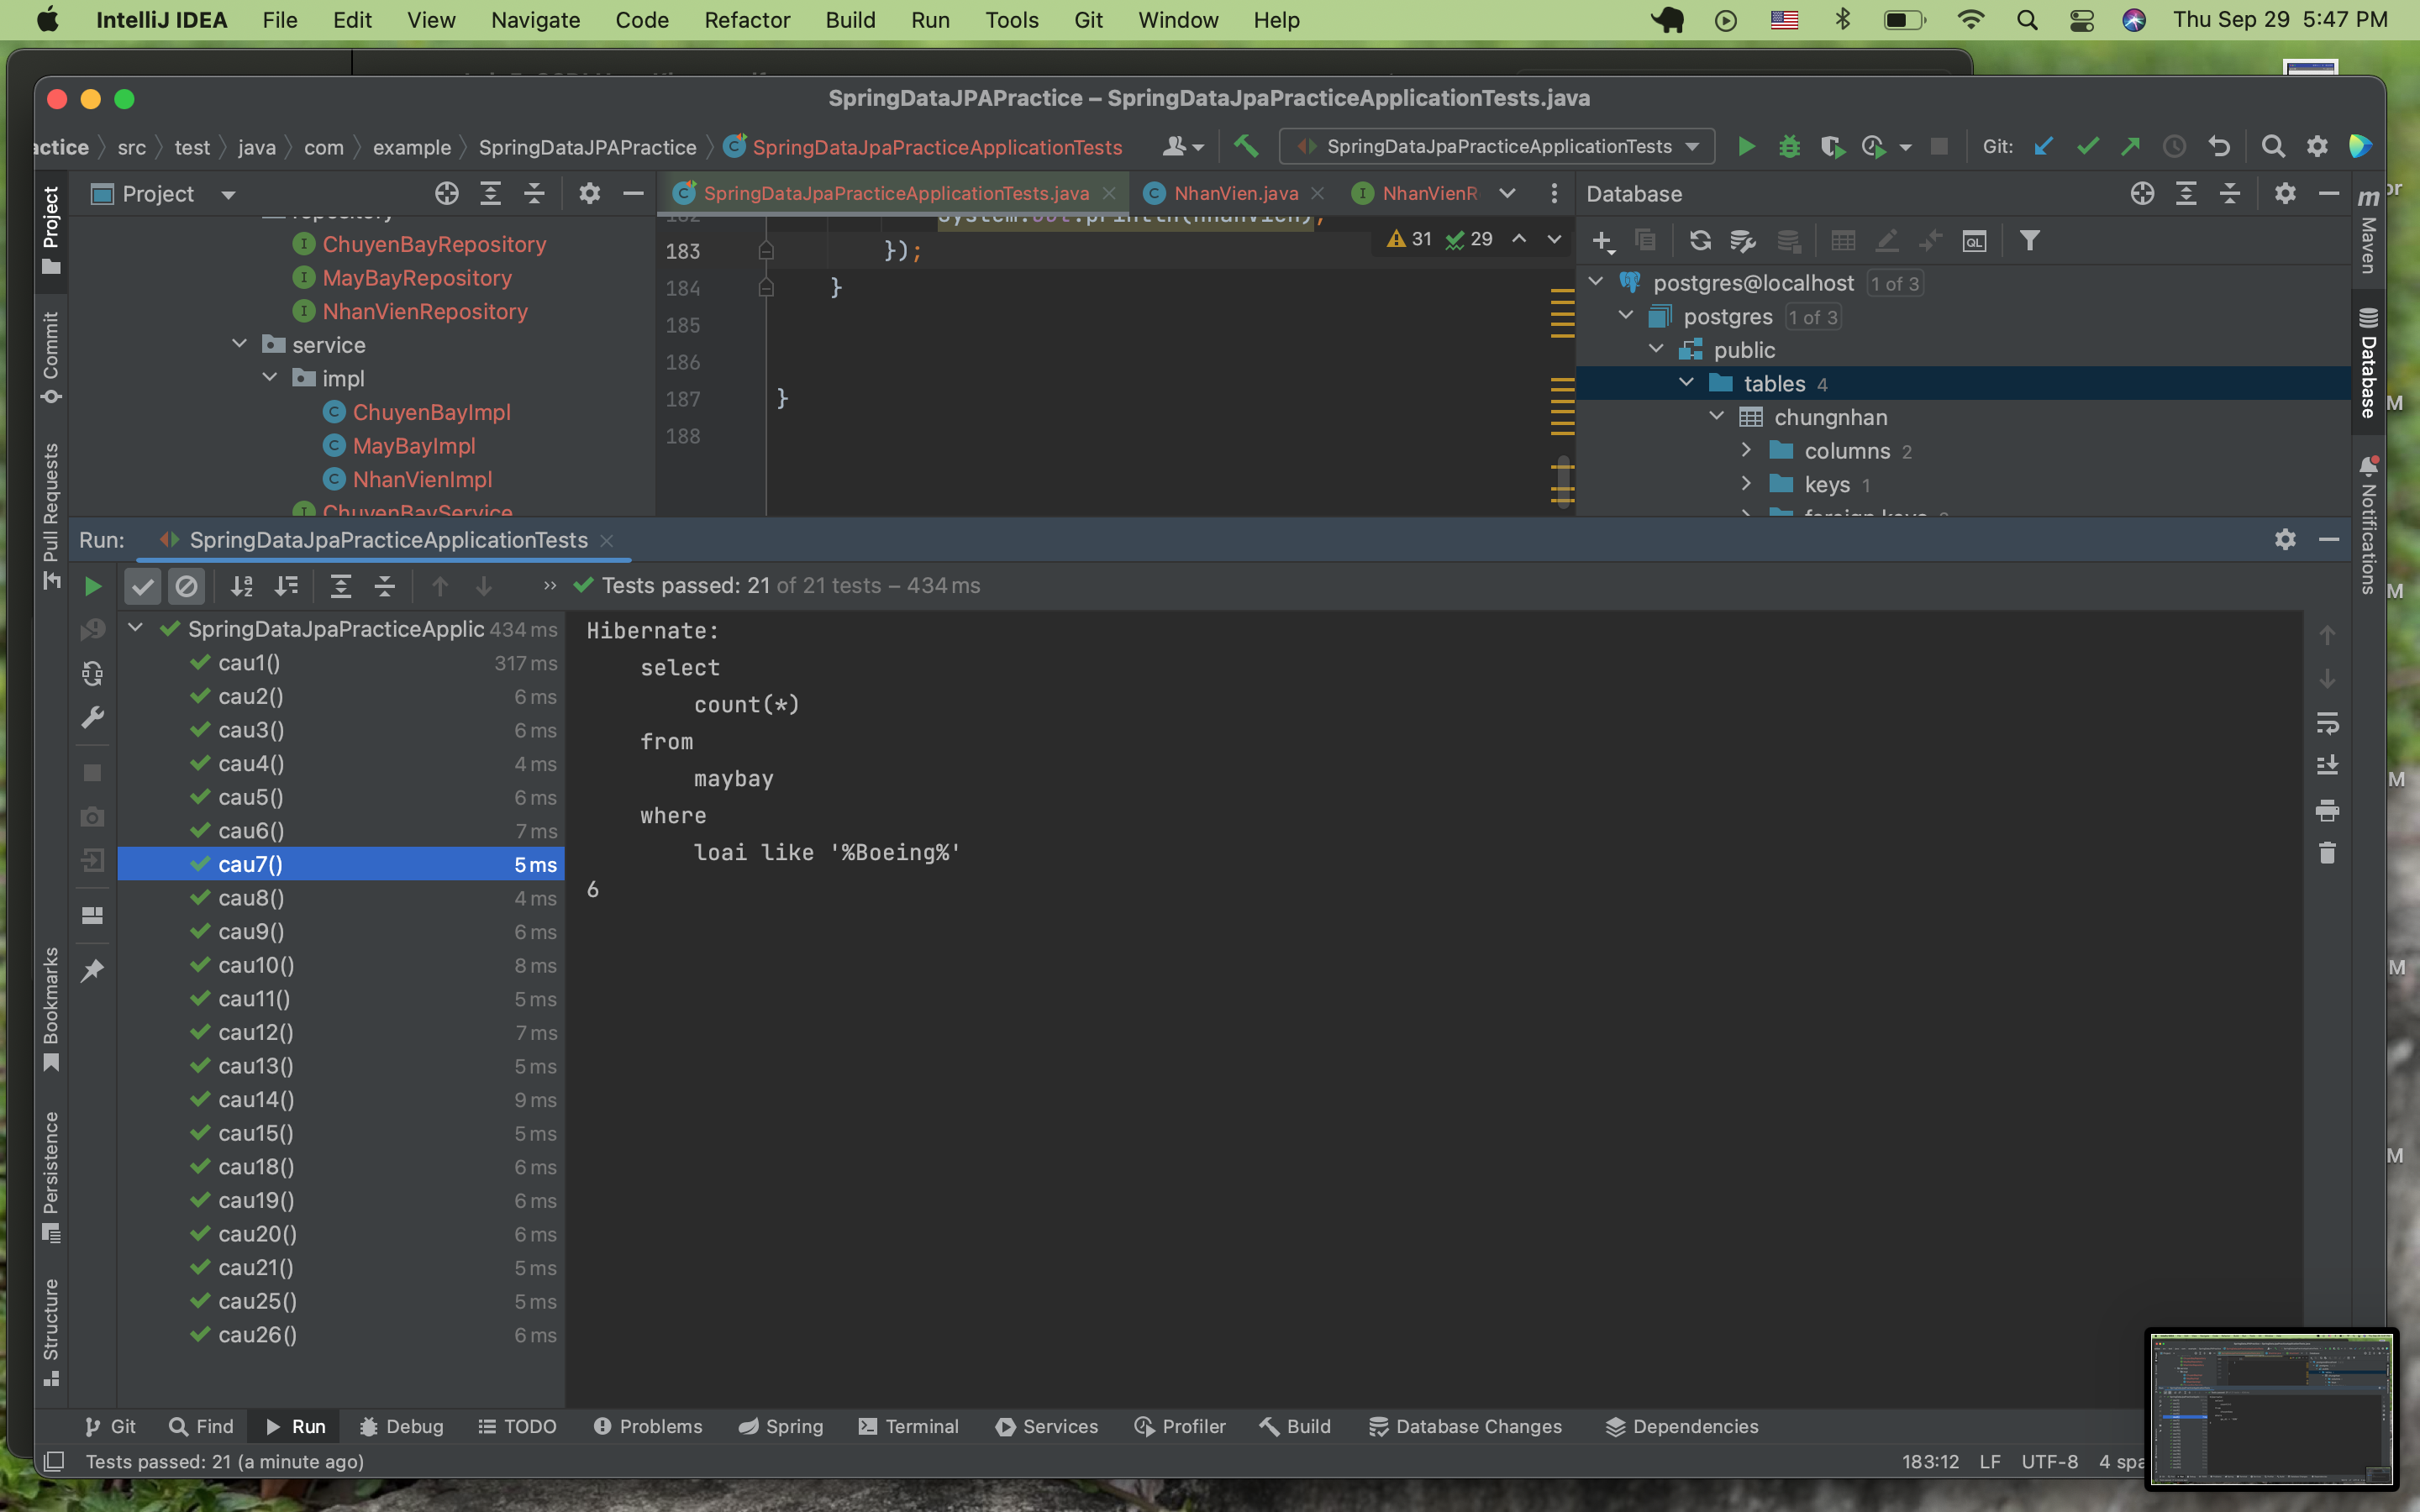 IntelliJ IDEA File Edit View Navigate Code Refactor Build Run Tools Git Window Help Thu Sep 29 5:47 PM
SpringDataJPAPractice – SpringDataJpaPracticeApplicationTests.java
actice src test java com example SpringDataJPAPractice SpringDataJpaPracticeApplicationTests SpringDataJpaPracticeApplicationTests Git:
Project SpringDataJpaPracticeApplicationTests.java NhanVien.java NhanVienR Database
repository
ChuyenBayRepository
MayBayRepository
NhanVienRepository
service
impl
ChuyenBayImpl
MayBayImpl
NhanVienImpl
ChuyenBayService
182 System.out.println(nhanVien);
183 });
184 }
185
186
187 }
188
31 29
postgres@localhost 1 of 3
postgres 1 of 3
public
tables 4
chungnhan
columns 2
keys 1
foreign keys
Project
Commit
Pull Requests
Bookmarks
Persistence
Structure
m
Maven
Database
Notifications
Run: SpringDataJpaPracticeApplicationTests
Tests passed: 21 of 21 tests – 434 ms
SpringDataJpaPracticeApplic 434 ms
cau1() 317 ms
cau2() 6 ms
cau3() 6 ms
cau4() 4 ms
cau5() 6 ms
cau6() 7 ms
cau7() 5 ms
cau8() 4 ms
cau9() 6 ms
cau10() 8 ms
cau11() 5 ms
cau12() 7 ms
cau13() 5 ms
cau14() 9 ms
cau15() 5 ms
cau18() 6 ms
cau19() 6 ms
cau20() 6 ms
cau21() 5 ms
cau25() 5 ms
cau26() 6 ms
Hibernate:
select
count(*)
from
maybay
where
loai like '%Boeing%'
6
Git Find Run Debug TODO Problems Spring Terminal Services Profiler Build Database Changes Dependencies
Tests passed: 21 (a minute ago) 183:12 LF UTF-8 4 spa
or
M
M
M
M
M